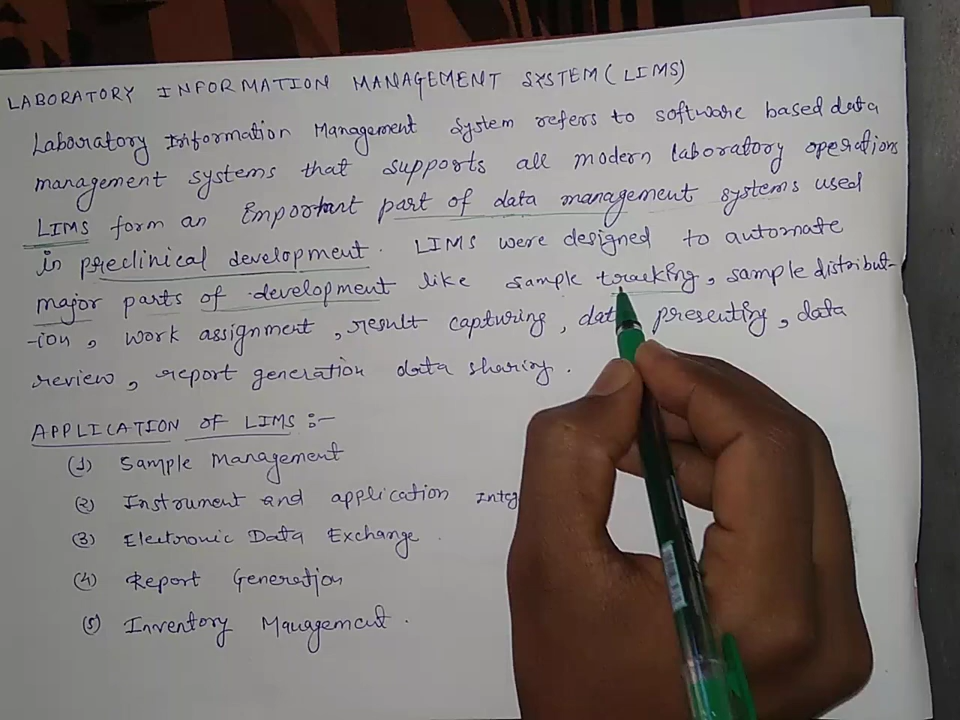 LABORATORY INFORMATION MANAGEMENT SYSTEM (LIMS)
Laboratory Information Management System refers to software based data
management systems that supports all modern laboratory operations
LIMS form an Important part of data management systems used
in preclinical development. LIMS were designed to automate
major parts of development like sample tracking, sample distribut-
-ion, work assignment, result capturing, dat presenting, data
review, report generation data sharing.
APPLICATION OF LIMS :-
(1) Sample Management
(2) Instrument and application Integ
(3) Electronic Data Exchange.
(4) Report Generation
(5) Inventory Management.